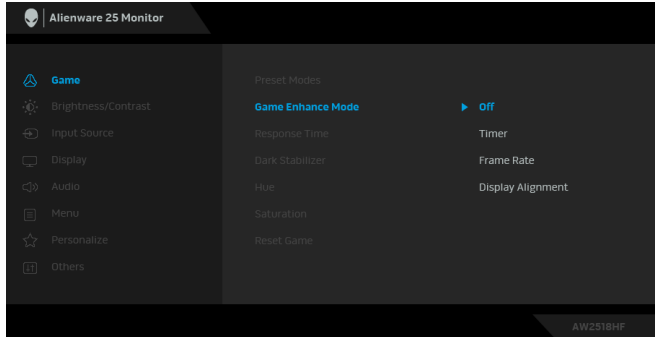 Alienware 25 Monitor
Game
Preset Modes
Brightness/Contrast
Game Enhance Mode
Off
Input Source
Response Time
Timer
Display
Dark Stabilizer
Frame Rate
Audio
Hue
Display Alignment
Menu
Saturation
Personalize
Reset Game
Others
AW2518HF